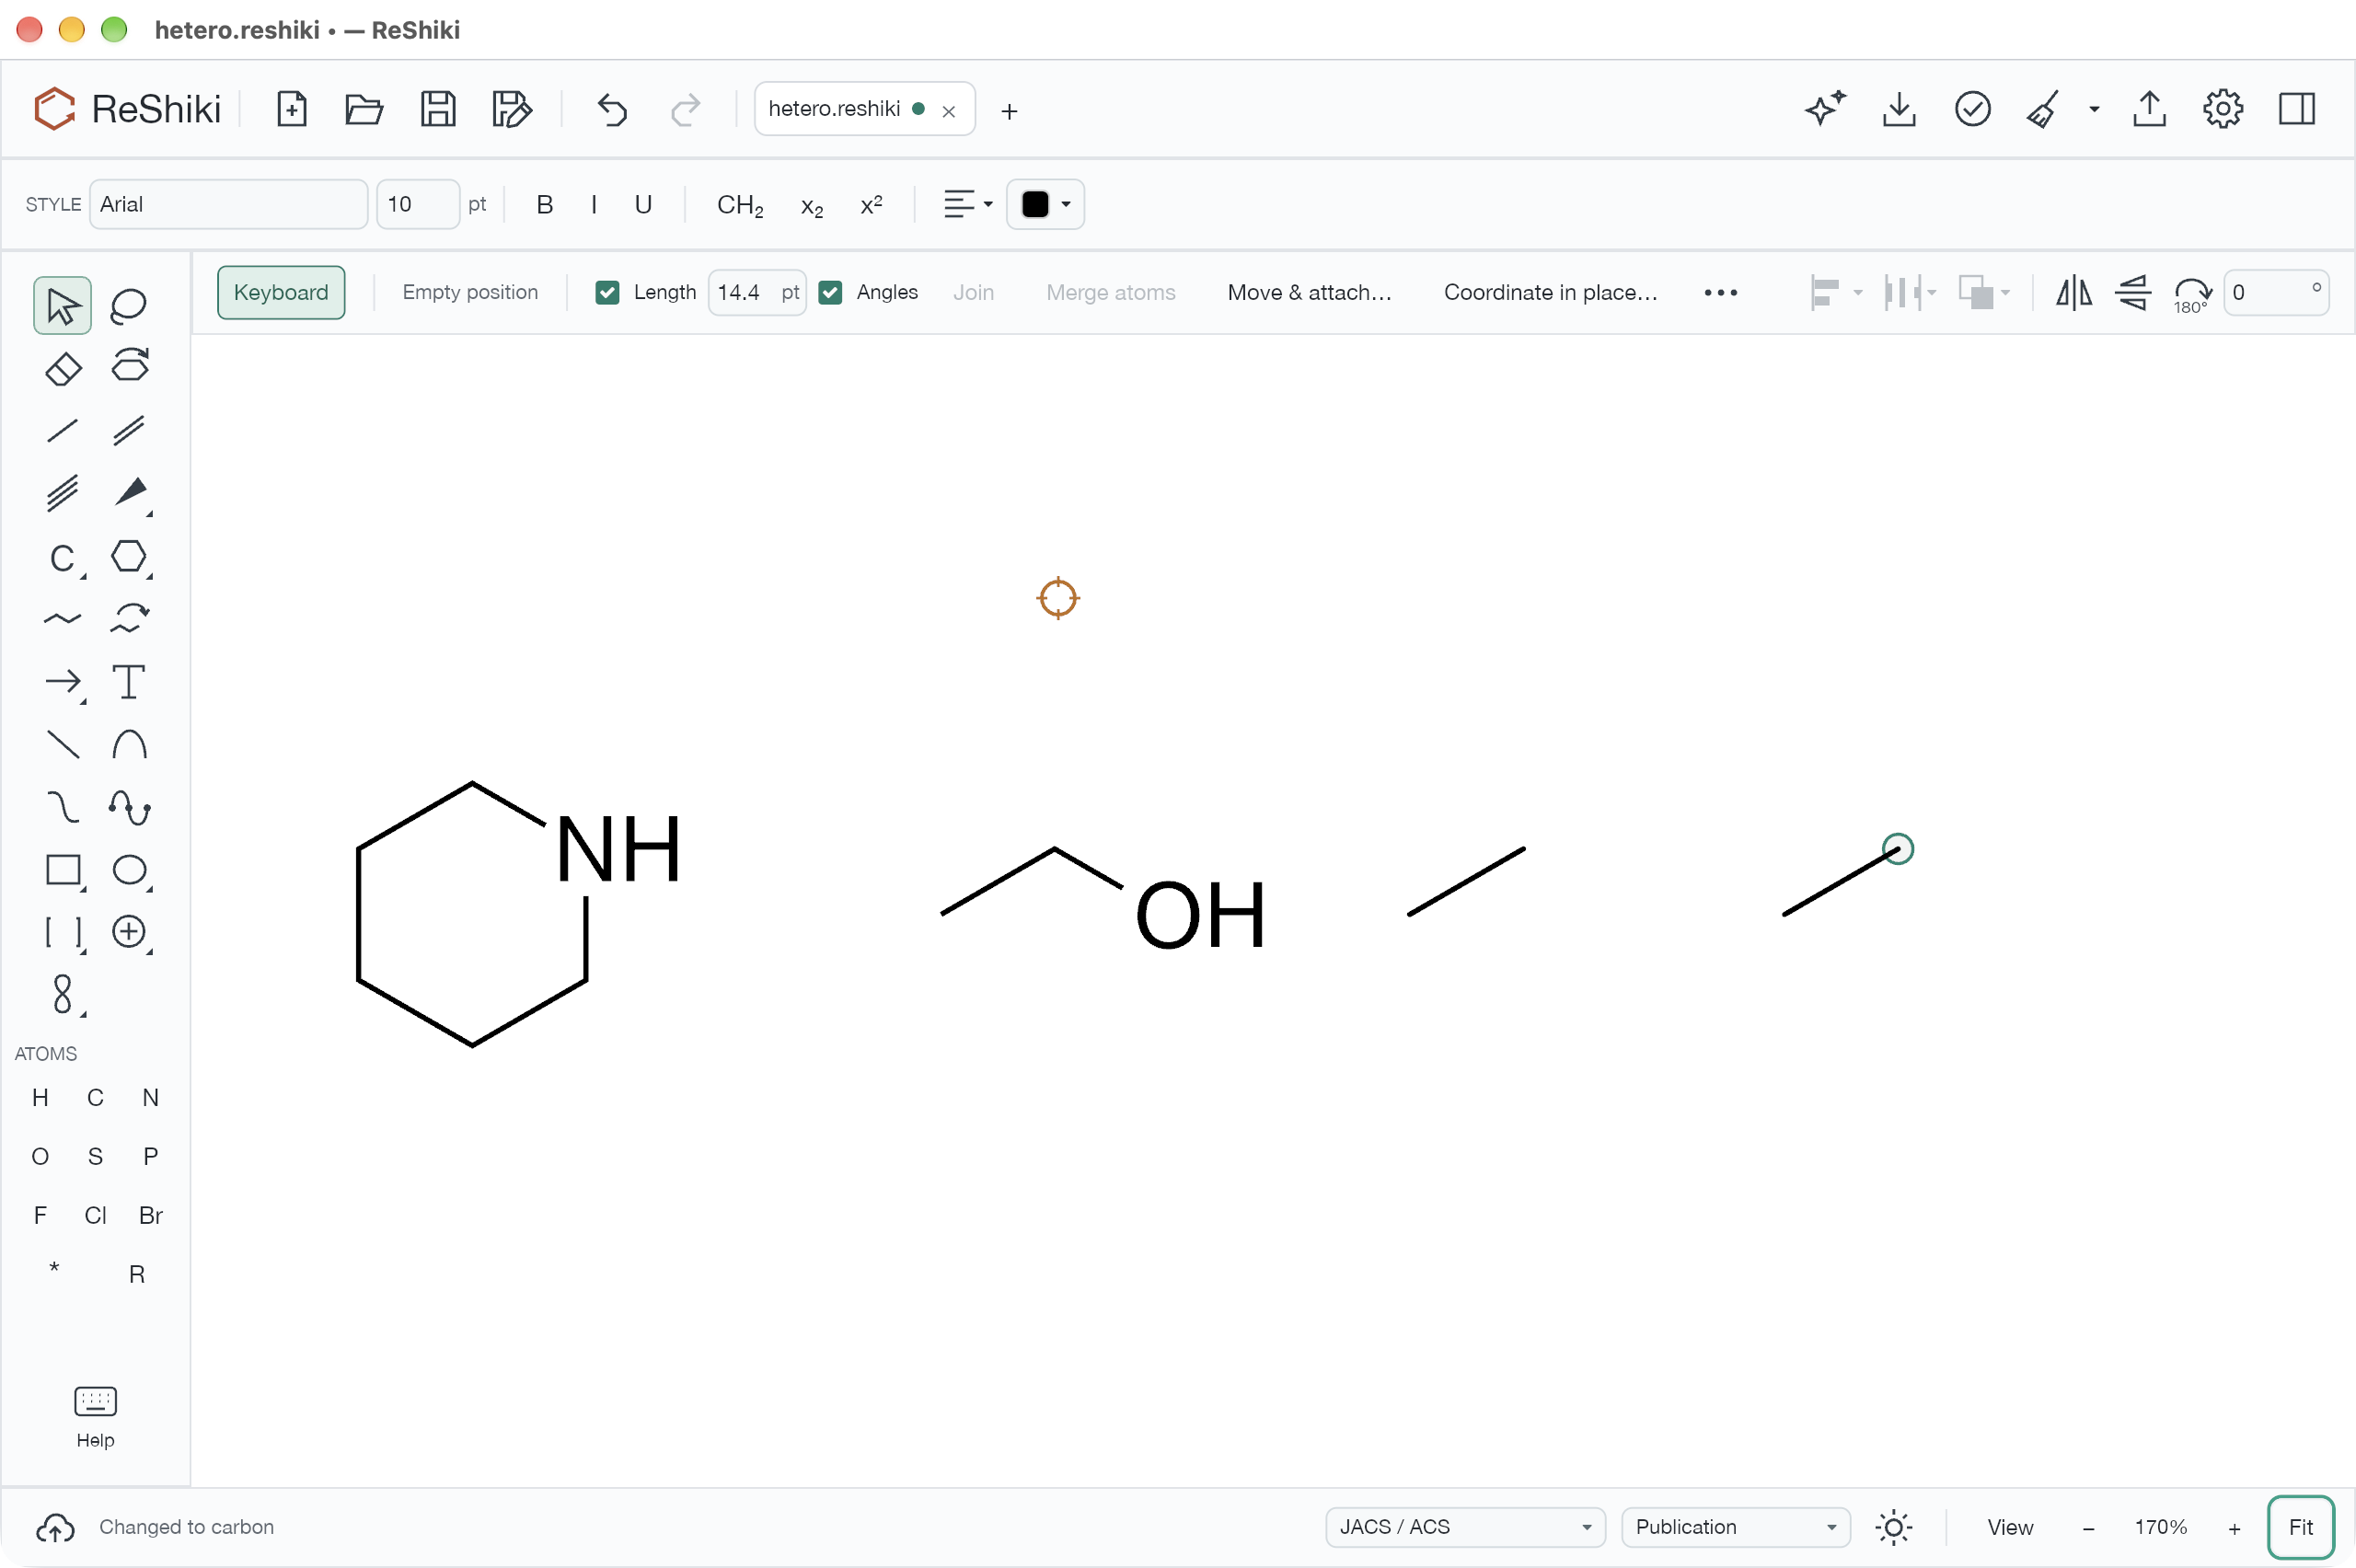 hetero.reshiki • — ReShiki
ReShiki
hetero.reshiki
STYLE Arial 10 pt B I U CH₂ x₂ x²
Keyboard Empty position Length 14.4 pt Angles Join Merge atoms Move & attach... Coordinate in place... 180° 0 °
C
T
NH
OH
ATOMS
H C N
O S P
F Cl Br
* R
Help
Changed to carbon JACS / ACS Publication View – 170% + Fit